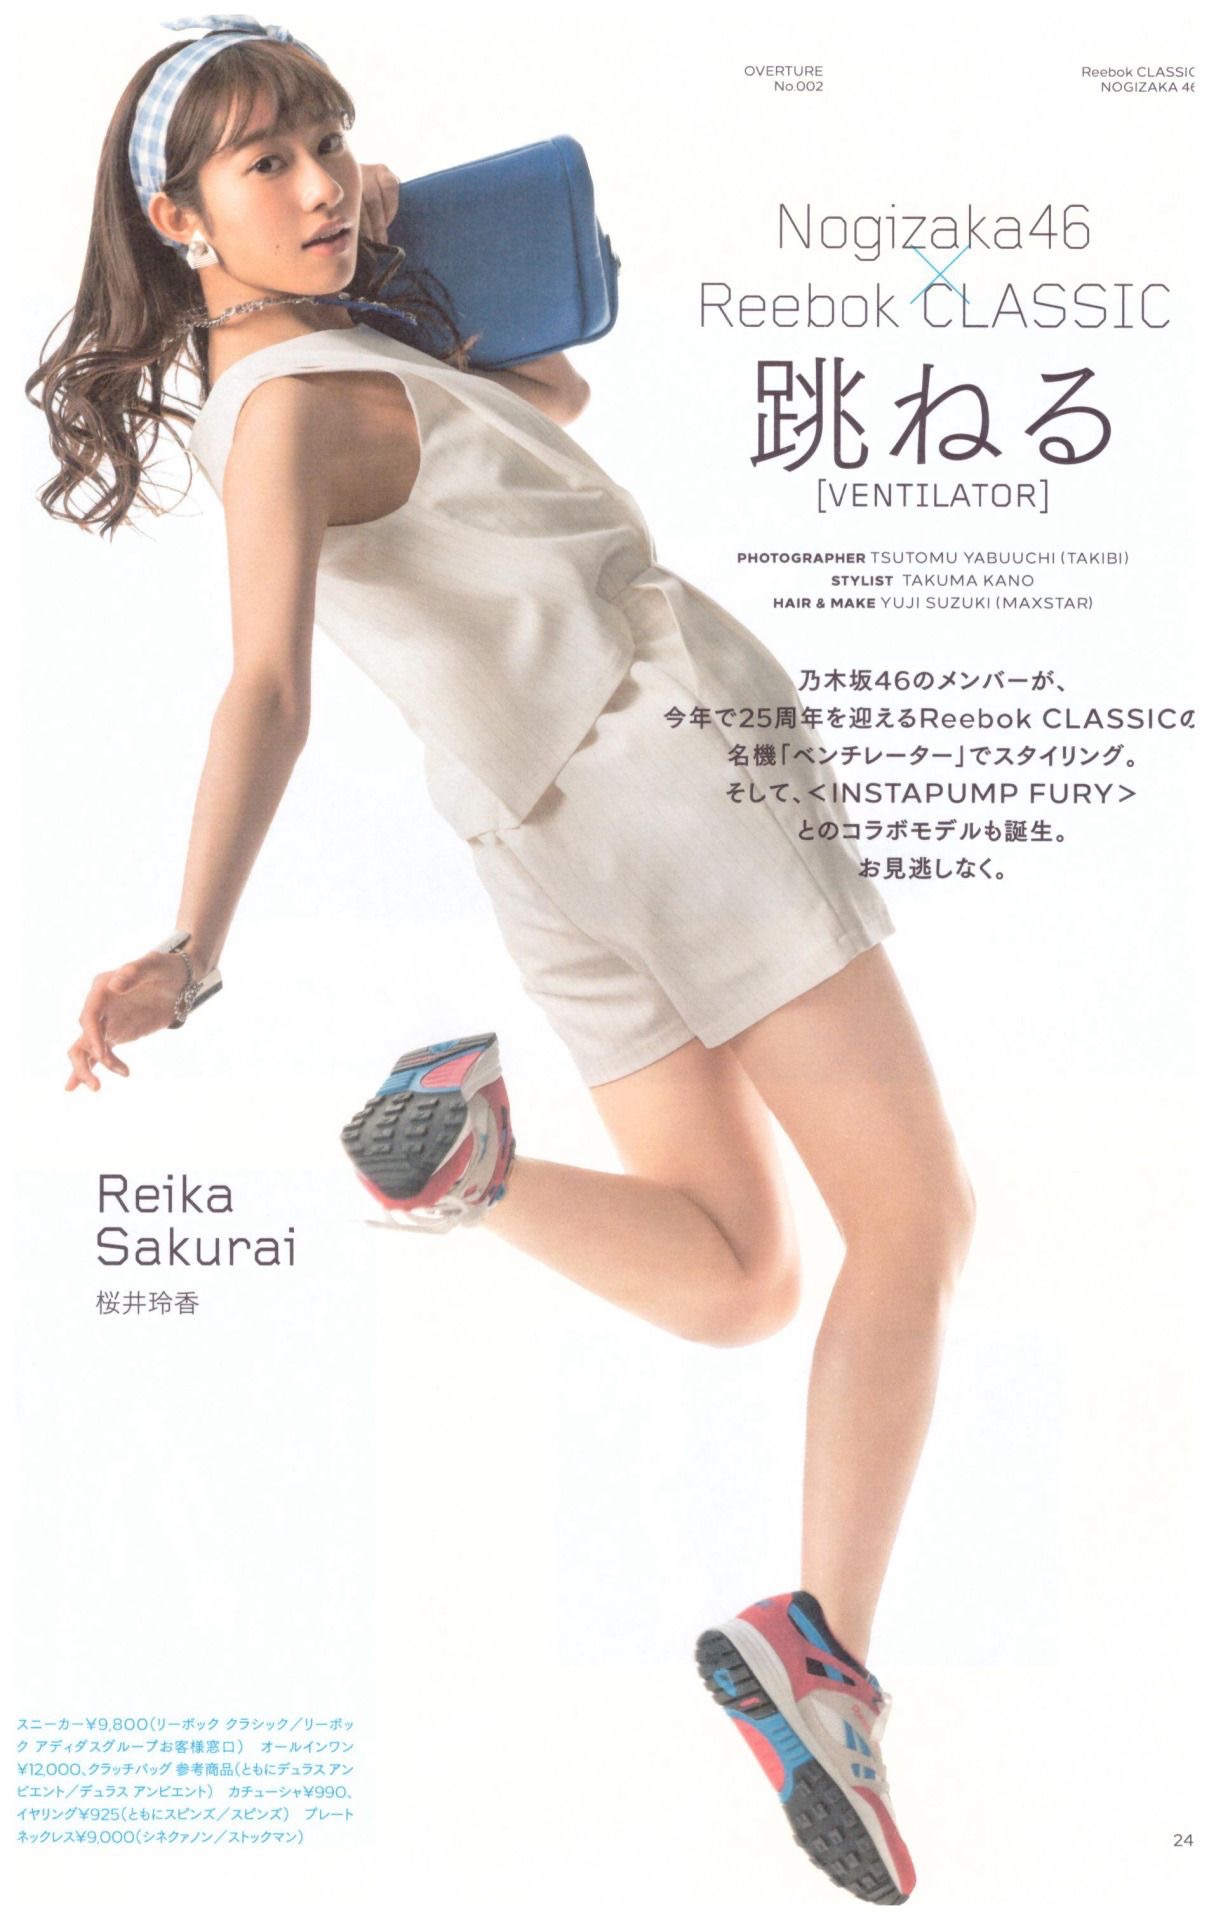 OVERTURE
No.002
Reebok CLASSIC
NOGIZAKA 46
Nogizaka46
×
Reebok CLASSIC
跳ねる
[VENTILATOR]
PHOTOGRAPHER TSUTOMU YABUUCHI (TAKIBI)
STYLIST TAKUMA KANO
HAIR & MAKE YUJI SUZUKI (MAXSTAR)
乃木坂46のメンバーが、
今年で25周年を迎えるReebok CLASSICの
名機「ベンチレーター」でスタイリング。
そして、<INSTAPUMP FURY>
とのコラボモデルも誕生。
お見逃しなく。
Reika
Sakurai
桜井玲香
スニーカー¥9,800(リーボック クラシック/リーボッ
ク アディダスグループお客様窓口) オールインワン
¥12,000、クラッチバッグ 参考商品(ともにデュラス アン
ビエント/デュラス アンビエント) カチューシャ¥990、
イヤリング¥925(ともにスピンズ/スピンズ) プレート
ネックレス¥9,000(シネクァノン/ストックマン)
24